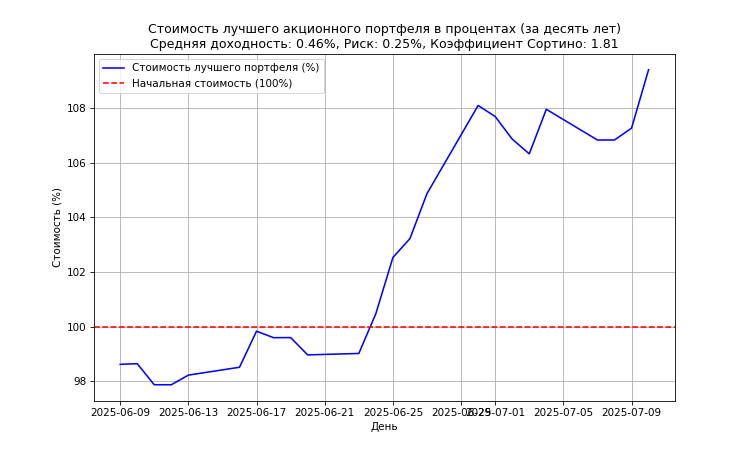 Стоимость лучшего акционного портфеля в процентах (за десять лет)
Средняя доходность: 0.46%, Риск: 0.25%, Коэффициент Сортино: 1.81
Стоимость лучшего портфеля (%)
Начальная стоимость (100%)
Стоимость (%)
108
106
104
102
100
98
2025-06-09 2025-06-13 2025-06-17 2025-06-21 2025-06-25 2025-06-29 2025-07-01 2025-07-05 2025-07-09
День